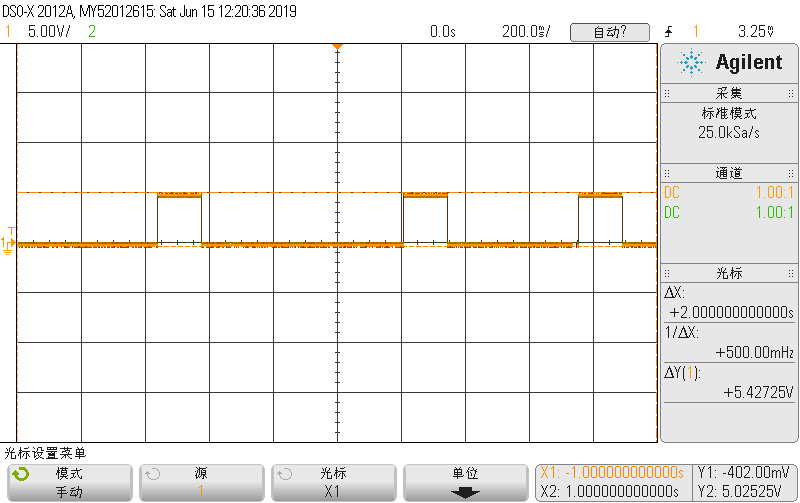 DSO-X 2012A, MY52012615: Sat Jun 15 12:20:36 2019
1 5.00V/ 2 0.0s 200.0ms/ 自动? 1 3.25V
Agilent
采集
标准模式
25.0kSa/s
通道
DC 1.00:1
DC 1.00:1
光标
ΔX:
+2.000000000000s
1/ΔX:
+500.00mHz
ΔY(1):
+5.42725V
T
1
光标设置菜单
模式
手动
源
1
光标
X1
单位
X1: -1.000000000000s
X2: 1.000000000000s
Y1: -402.00mV
Y2: 5.02525V